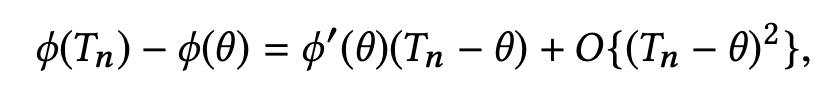 ϕ(Tₙ) − ϕ(θ) = ϕ′(θ)(Tₙ − θ) + O{(Tₙ − θ)²},